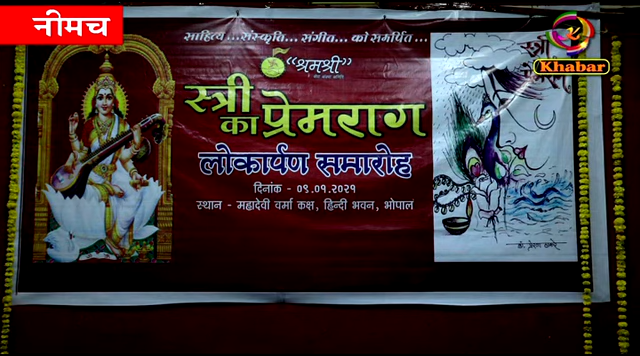 नीमच
साहित्य...संस्कृति...संगीत...को समर्पित...
"श्रमश्री"
स्त्री
का प्रेमराग
लोकार्पण समारोह
दिनांक - ०९.०१.२०२१
स्थान - महादेवी वर्मा कक्ष, हिन्दी भवन, भोपाल
स्त्री
Khabar